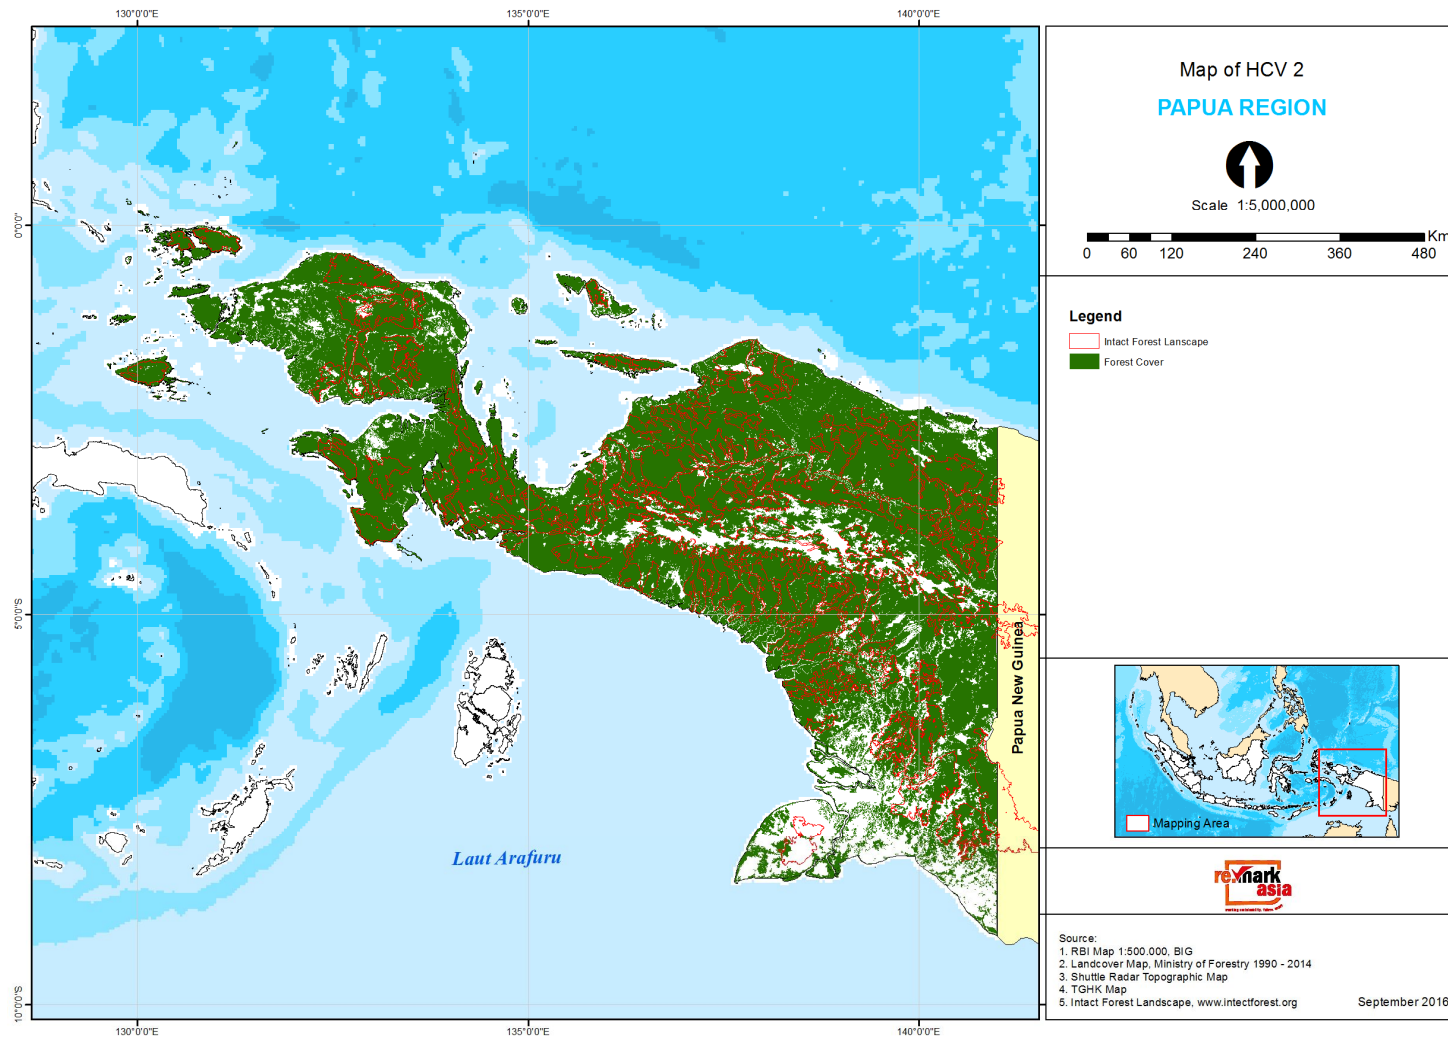 130°0'0"E
135°0'0"E
140°0'0"E
0°0'0"
5°0'0"S
10°0'0"S
130°0'0"E
135°0'0"E
140°0'0"E
Laut Arafuru
Papua New Guinea
Map of HCV 2
PAPUA REGION
Scale 1:5,000,000
Km
0 60 120 240 360 480
Legend
Intact Forest Lanscape
Forest Cover
Mapping Area
re.mark
asia
Source:
1. RBI Map 1:500.000, BIG
2. Landcover Map, Ministry of Forestry 1990 - 2014
3. Shuttle Radar Topographic Map
4. TGHK Map
5. Intact Forest Landscape, www.intectforest.org
September 2016